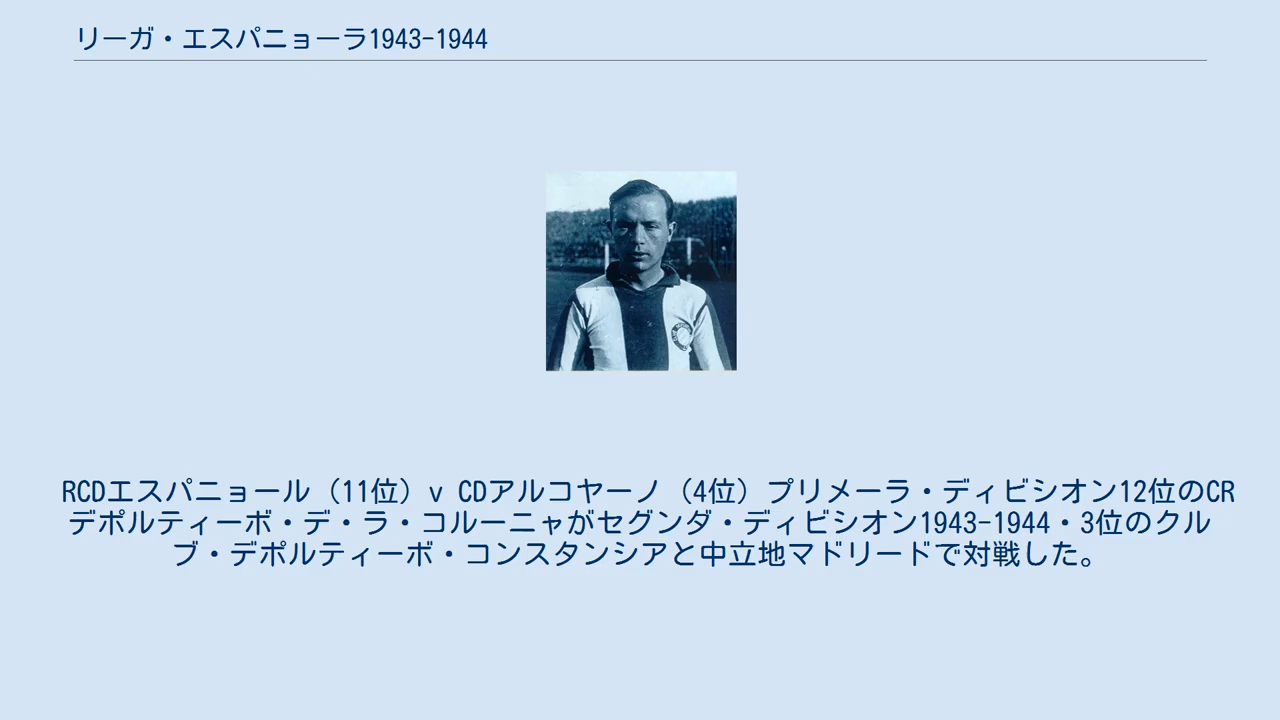 リーガ・エスパニョーラ1943-1944
RCDエスパニョール（11位）v CDアルコヤーノ（4位）プリメーラ・ディビシオン12位のCR
デポルティーボ・デ・ラ・コルーニャがセグンダ・ディビシオン1943-1944・3位のクル
ブ・デポルティーボ・コンスタンシアと中立地マドリードで対戦した。